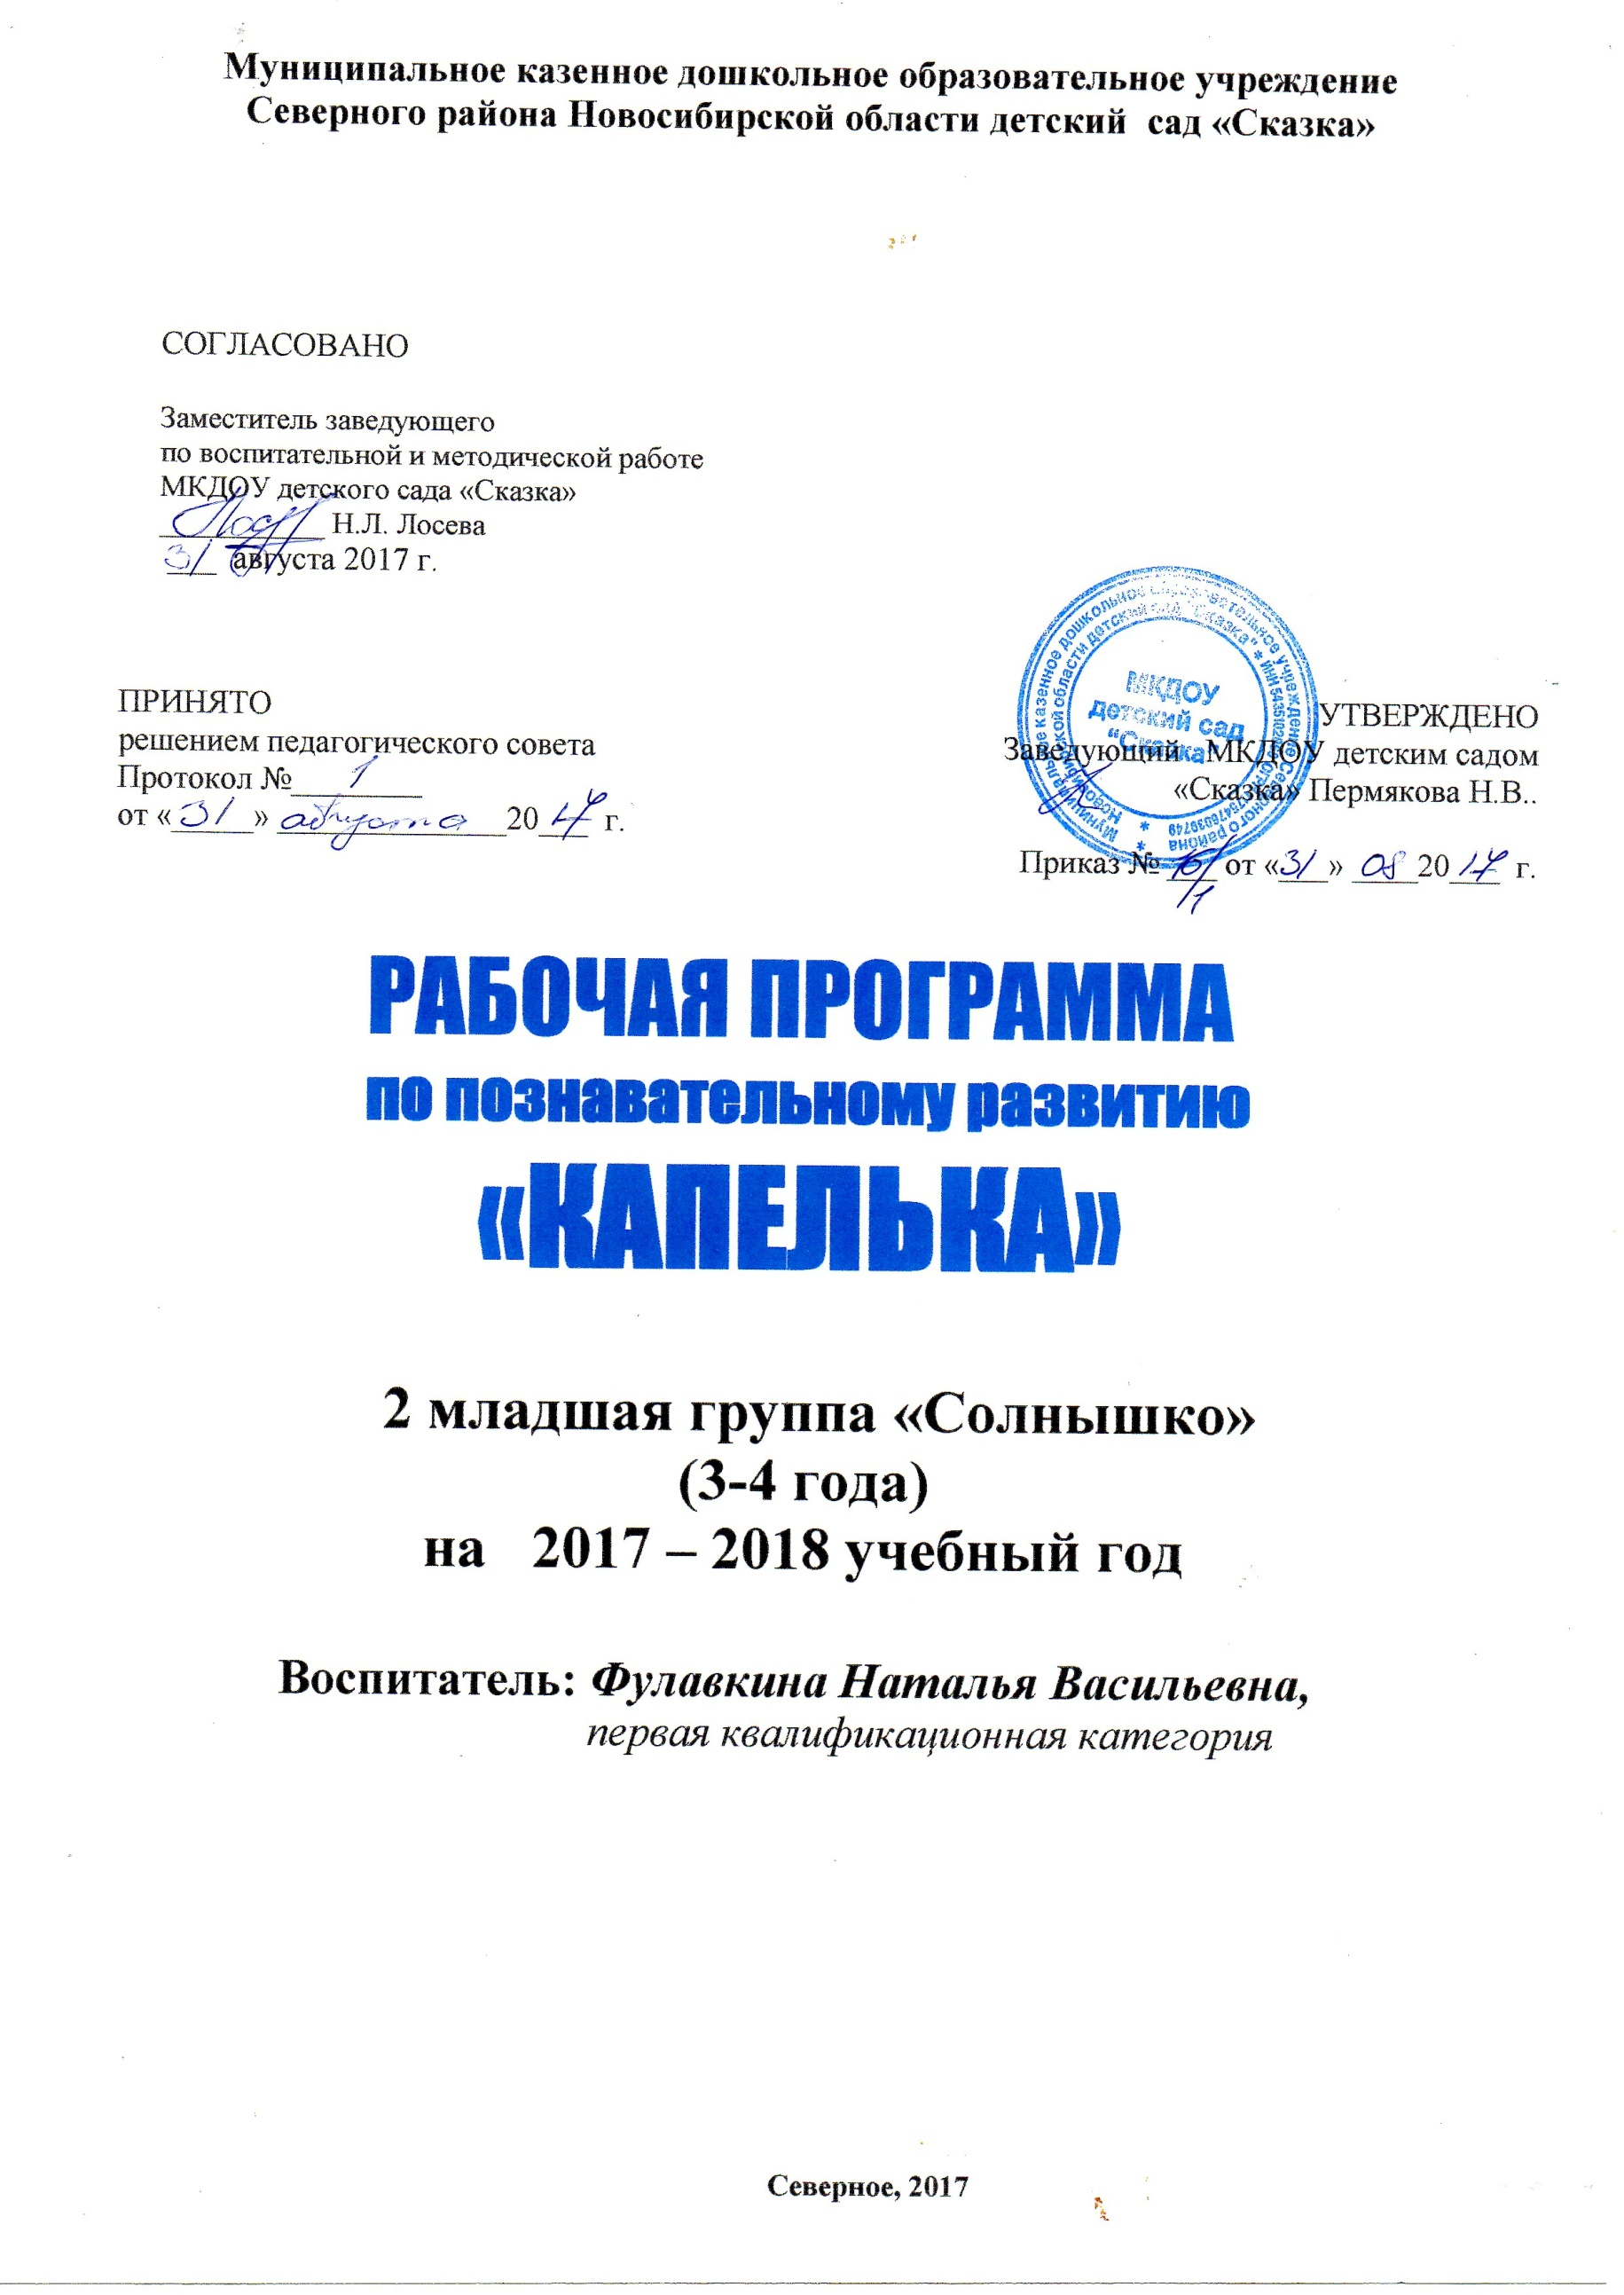 Муниципальное казенное дошкольное образовательное учреждение
Северного района Новосибирской области детский сад «Сказка»
СОГЛАСОВАНО
Заместитель заведующего
по воспитательной и методической работе
МКДОУ детского сада «Сказка»
Н.Л. Лосева
31 августа 2017 г.
ПРИНЯТО
решением педагогического совета
Протокол № 1
от «31» августа 2017 г.
МКДОУ
детский сад
“Сказка”
УТВЕРЖДЕНО
Заведующий МКДОУ детским садом
«Сказка» Пермякова Н.В..
Приказ № от «31» 08 2017 г.
РАБОЧАЯ ПРОГРАММА
по познавательному развитию
«КАПЕЛЬКА»
2 младшая группа «Солнышко»
(3-4 года)
на 2017 – 2018 учебный год
Воспитатель: Фулавкина Наталья Васильевна,
первая квалификационная категория
Северное, 2017